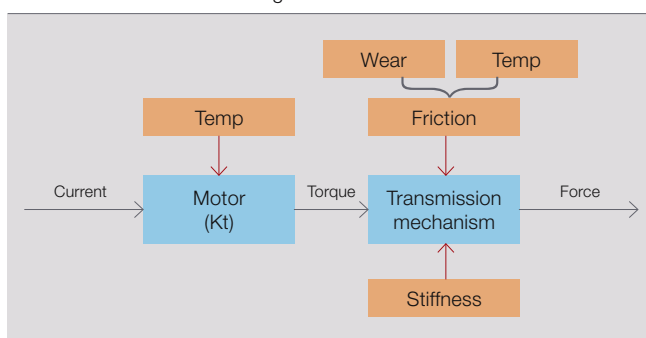 Wear
Temp
Temp
Friction
Current
Motor
(Kt)
Torque
Transmission
mechanism
Force
Stiffness